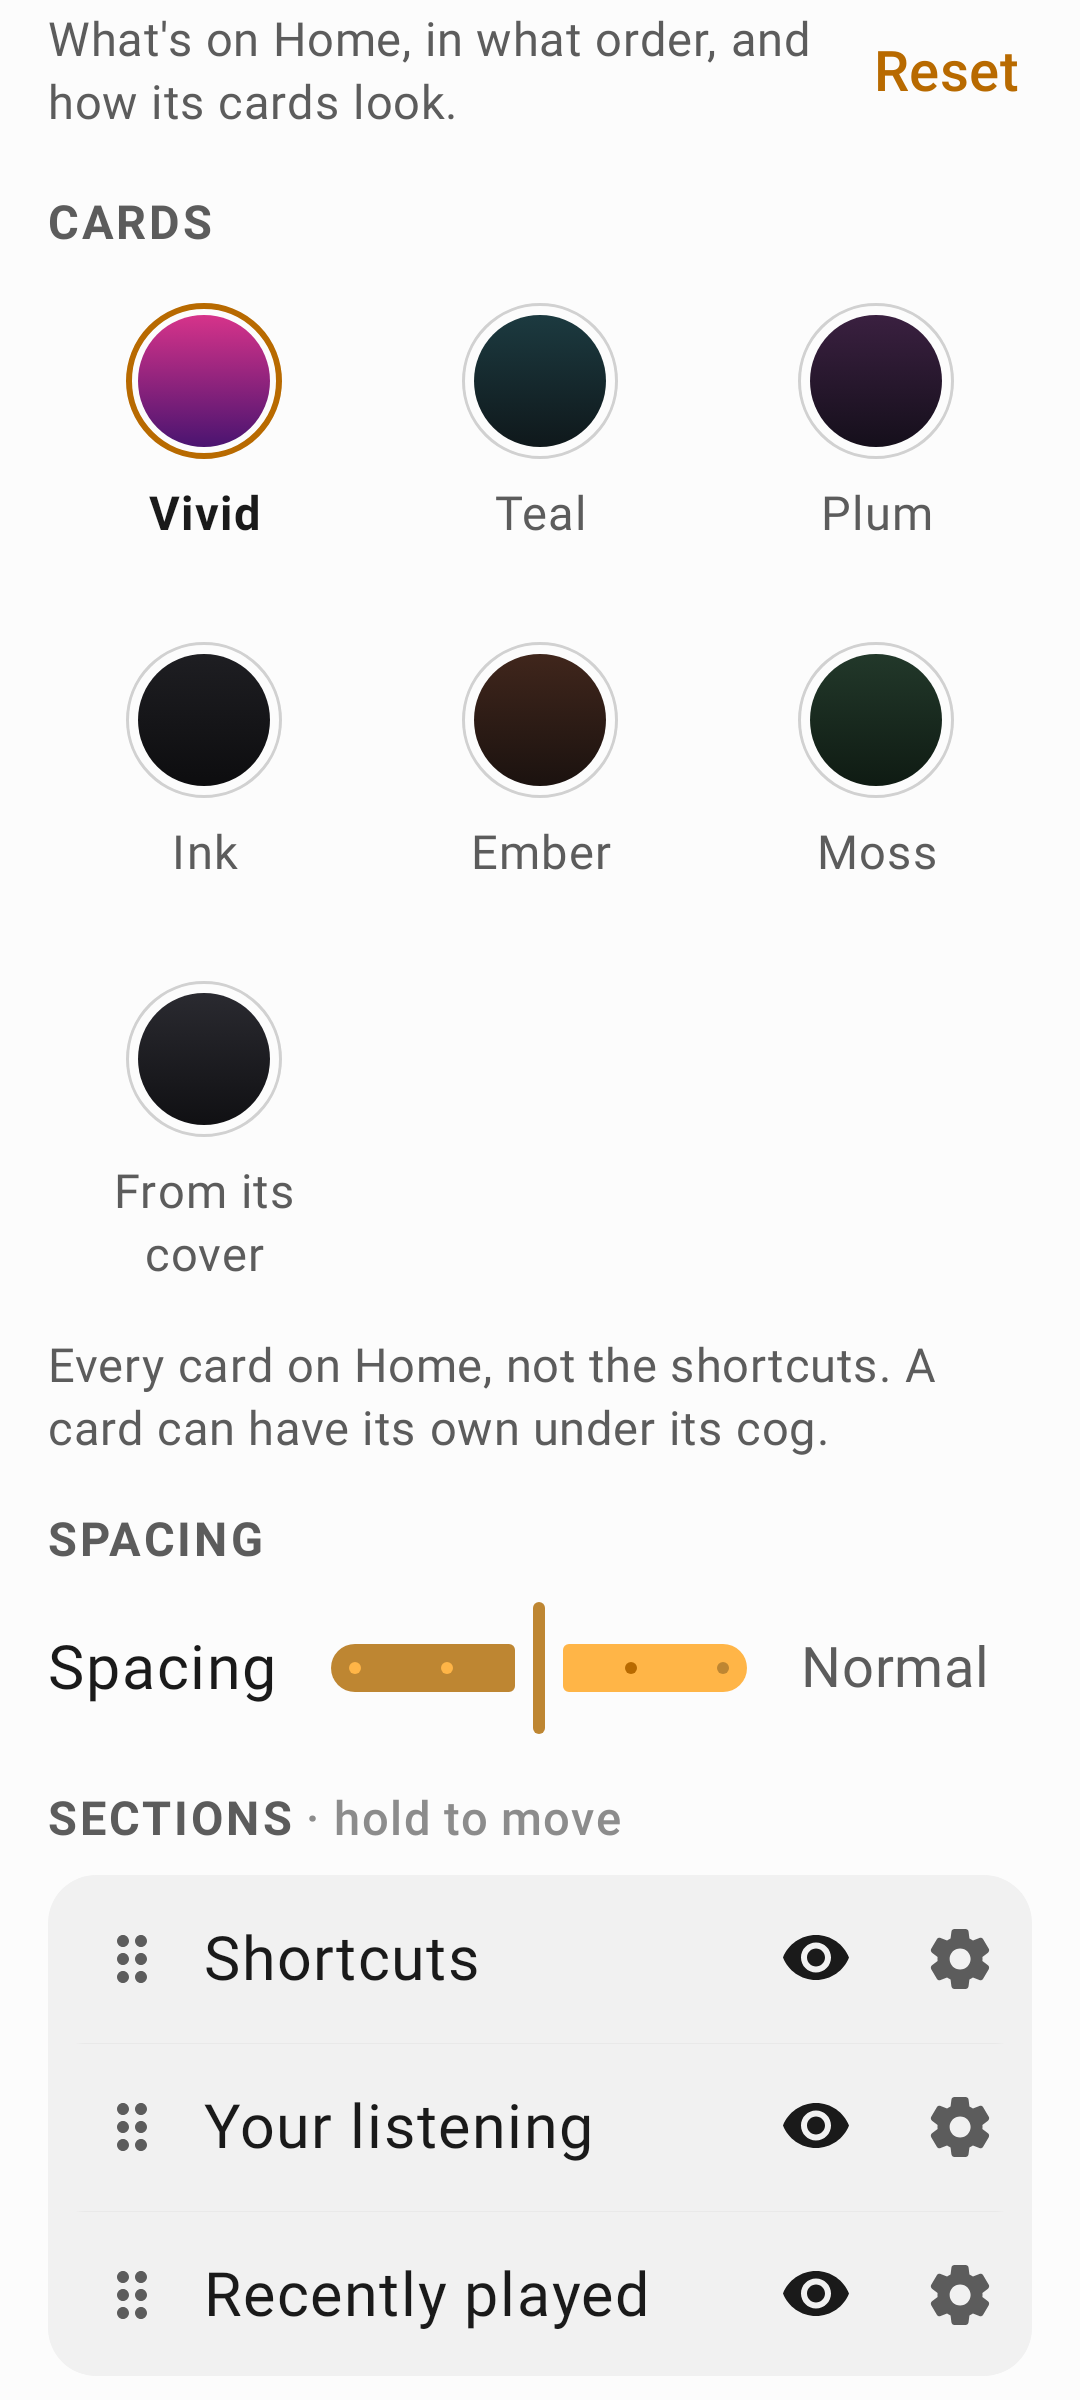 What's on Home, in what order, and
how its cards look.
Reset
CARDS
Vivid
Teal
Plum
Ink
Ember
Moss
From its
cover
Every card on Home, not the shortcuts. A
card can have its own under its cog.
SPACING
Spacing
Normal
SECTIONS · hold to move
Shortcuts
Your listening
Recently played